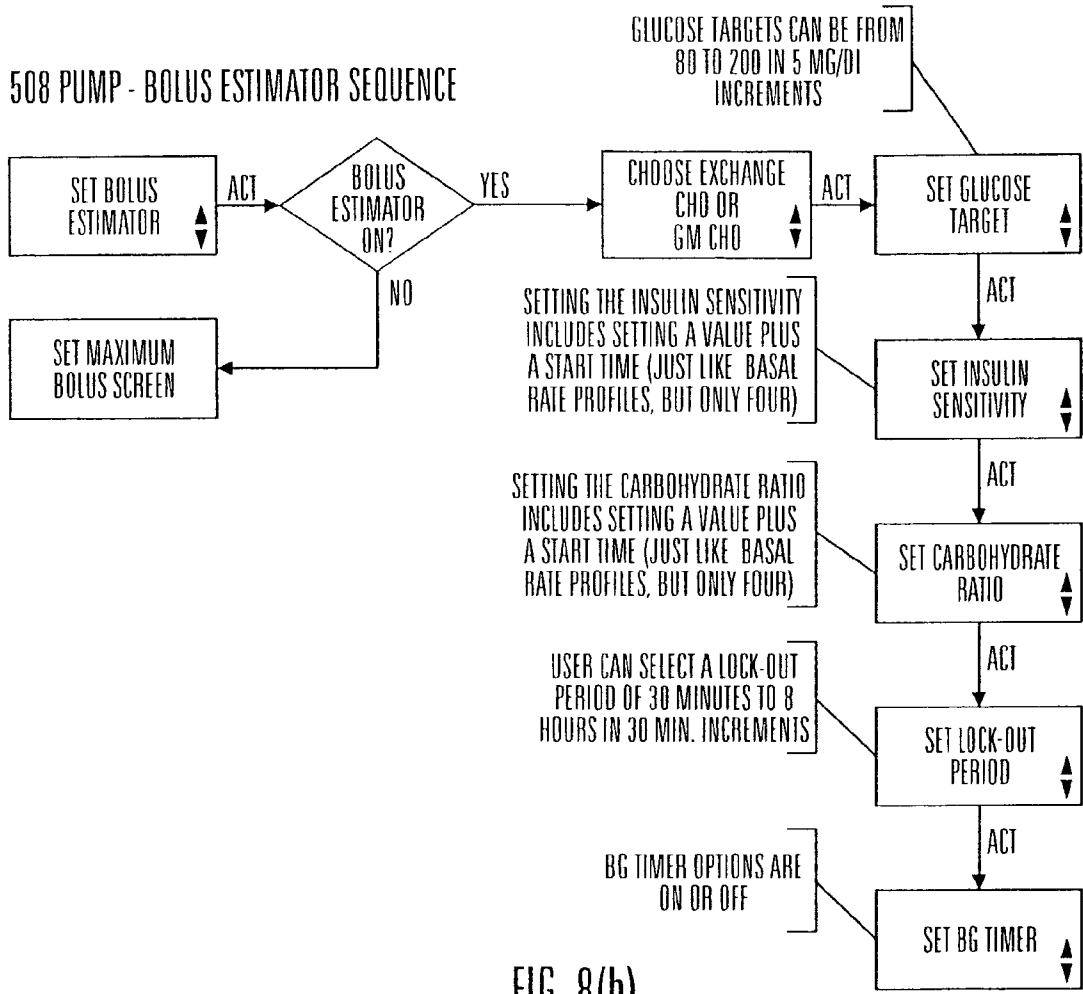 GLUCOSE TARGETS CAN BE FROM
80 TO 200 IN 5 MG/Dl
INCREMENTS
508 PUMP - BOLUS ESTIMATOR SEQUENCE
SET BOLUS
ESTIMATOR
ACT
BOLUS
ESTIMATOR
ON?
YES
CHOOSE EXCHANGE
CHO OR
GM CHO
ACT
SET GLUCOSE
TARGET
NO
SET MAXIMUM
BOLUS SCREEN
ACT
SETTING THE INSULIN SENSITIVITY
INCLUDES SETTING A VALUE PLUS
A START TIME (JUST LIKE BASAL
RATE PROFILES, BUT ONLY FOUR)
SET INSULIN
SENSITIVITY
ACT
SETTING THE CARBOHYDRATE RATIO
INCLUDES SETTING A VALUE PLUS
A START TIME (JUST LIKE BASAL
RATE PROFILES, BUT ONLY FOUR)
SET CARBOHYDRATE
RATIO
ACT
USER CAN SELECT A LOCK-OUT
PERIOD OF 30 MINUTES TO 8
HOURS IN 30 MIN. INCREMENTS
SET LOCK-OUT
PERIOD
ACT
BG TIMER OPTIONS ARE
ON OR OFF
SET BG TIMER
FIG. 8(b)